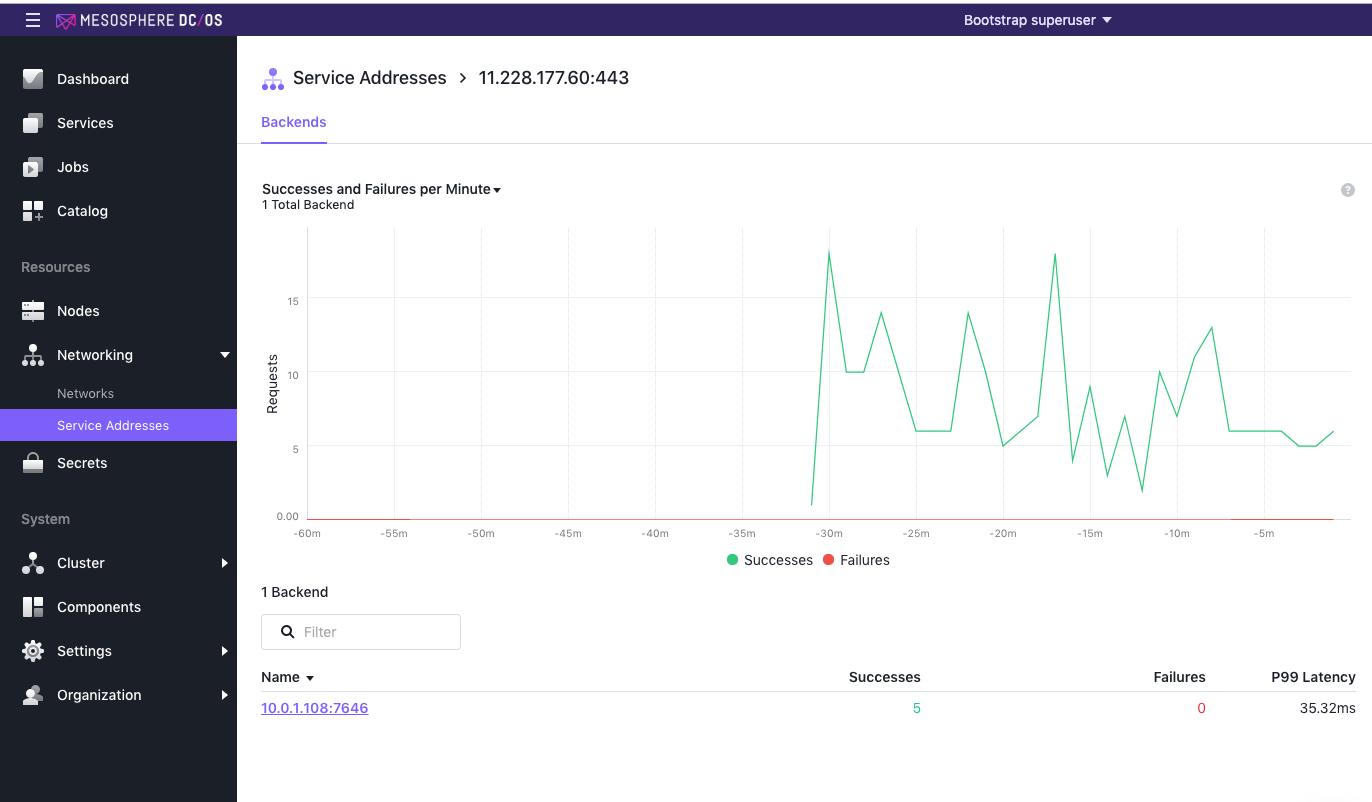 MESOSPHERE DC/OS
Bootstrap superuser
Dashboard
Services
Jobs
Catalog
Resources
Nodes
Networking
Networks
Service Addresses
Secrets
System
Cluster
Components
Settings
Organization
Service Addresses > 11.228.177.60:443
Backends
Successes and Failures per Minute
1 Total Backend
?
Requests
15
10
5
0.00
-60m -55m -50m -45m -40m -35m -30m -25m -20m -15m -10m -5m
Successes Failures
1 Backend
Filter
Name Successes Failures P99 Latency
10.0.1.108:7646 5 0 35.32ms